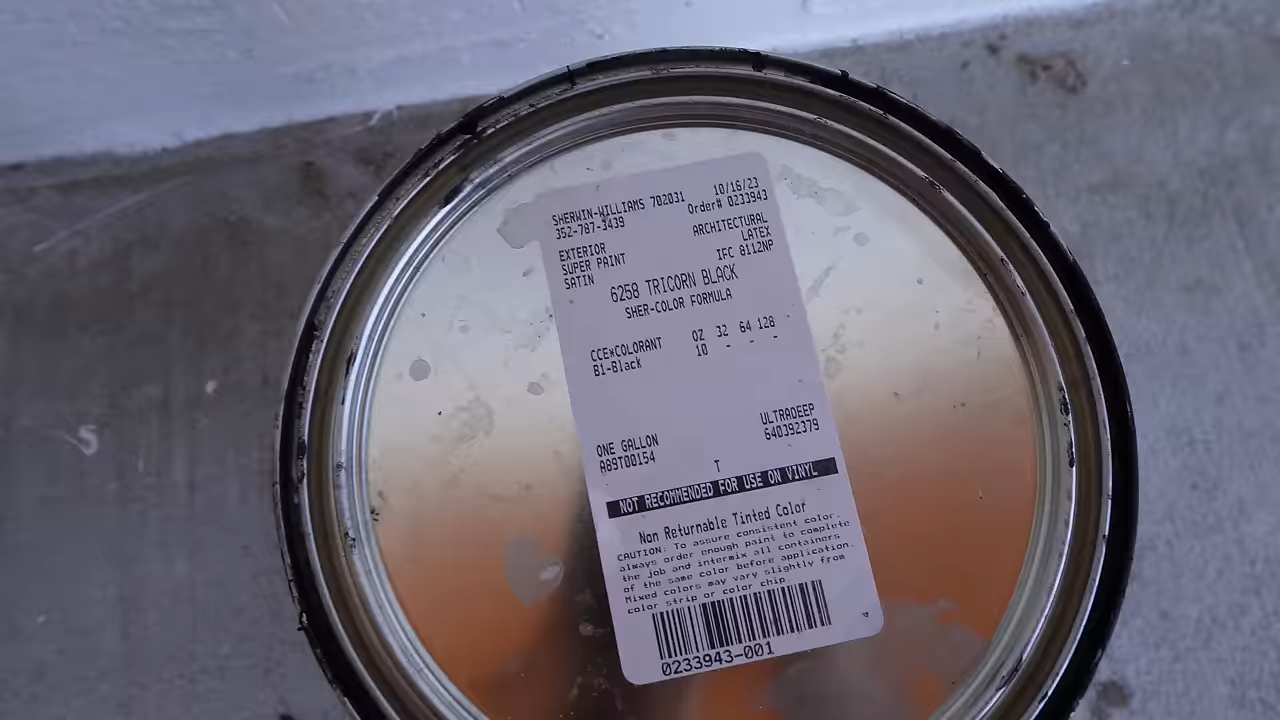 SHERWIN-WILLIAMS 702031 10/16/23
352-787-3439 Order# 0233943
EXTERIOR ARCHITECTURAL
SUPER PAINT LATEX
SATIN IFC 8112NP
6258 TRICORN BLACK
SHER-COLOR FORMULA
CCE*COLORANT OZ 32 64 128
B1-Black 10 - - -
ONE GALLON ULTRADEEP
A89T00154 640392379
T
NOT RECOMMENDED FOR USE ON VINYL
Non Returnable Tinted Color
CAUTION: To assure consistent color,
always order enough paint to complete
the job and intermix all containers
of the same color before application.
Mixed colors may vary slightly from
color strip or color chip.
0233943-001